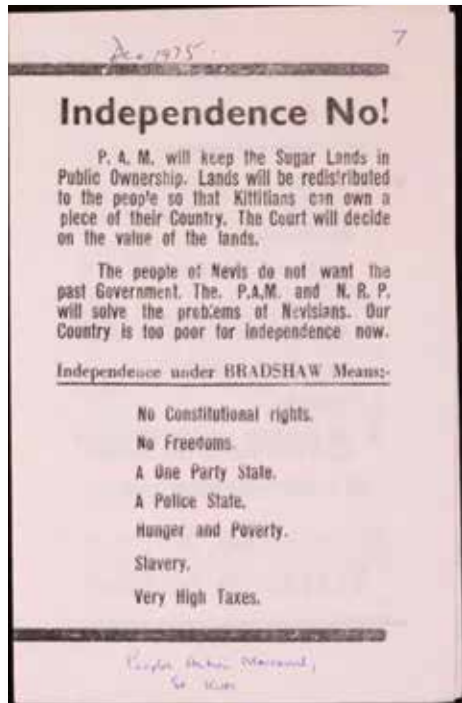 Dec 1975.
7
Independence No!
P. A. M. will keep the Sugar Lands in
Public Ownership. Lands will be redistributed
to the people so that Kittitians can own a
piece of their Country. The Court will decide
on the value of the lands.
The people of Nevis do not want the
past Government. The. P.A.M. and N. R. P.
will solve the problems of Nevisians. Our
Country is too poor for independence now.
Independence under BRADSHAW Means:-
No Constitutional rights.
No Freedoms.
A One Party State.
A Police State.
Hunger and Poverty.
Slavery.
Very High Taxes.
Peoples Action Movement,
St Kitts